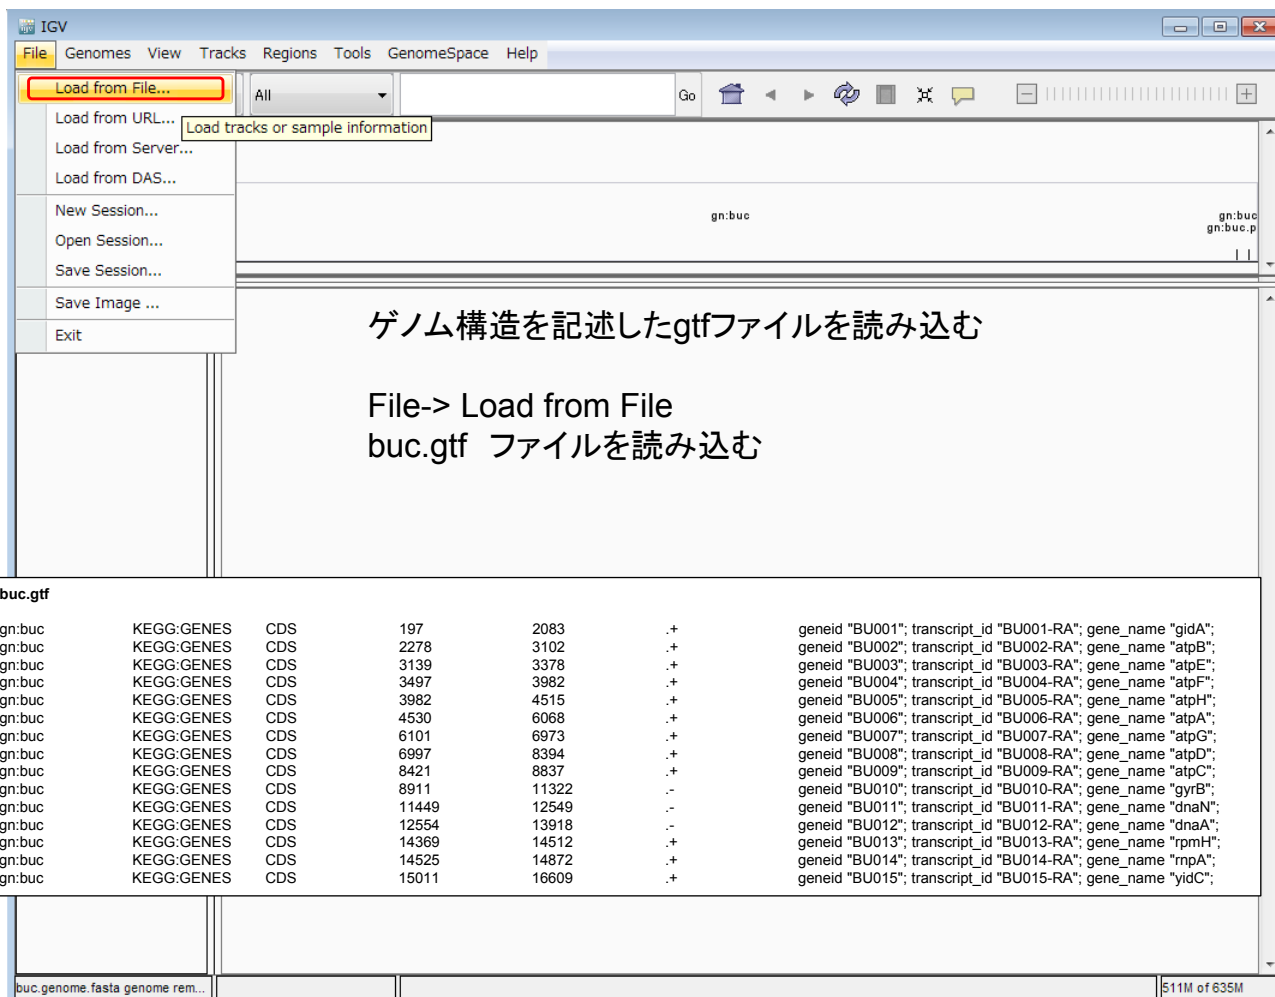 IGV
File Genomes View Tracks Regions Tools GenomeSpace Help
Load from File...
All
Go
Load from URL...
Load tracks or sample information
Load from Server...
Load from DAS...
New Session...
gn:buc
gn:buc
gn:buc.p
Open Session...
Save Session...
Save Image ...
Exit
ゲノム構造を記述したgtfファイルを読み込む
File-> Load from File
buc.gtf ファイルを読み込む
buc.gtf
gn:buc KEGG:GENES CDS 197 2083 .+ geneid "BU001"; transcript_id "BU001-RA"; gene_name "gidA";
gn:buc KEGG:GENES CDS 2278 3102 .+ geneid "BU002"; transcript_id "BU002-RA"; gene_name "atpB";
gn:buc KEGG:GENES CDS 3139 3378 .+ geneid "BU003"; transcript_id "BU003-RA"; gene_name "atpE";
gn:buc KEGG:GENES CDS 3497 3982 .+ geneid "BU004"; transcript_id "BU004-RA"; gene_name "atpF";
gn:buc KEGG:GENES CDS 3982 4515 .+ geneid "BU005"; transcript_id "BU005-RA"; gene_name "atpH";
gn:buc KEGG:GENES CDS 4530 6068 .+ geneid "BU006"; transcript_id "BU006-RA"; gene_name "atpA";
gn:buc KEGG:GENES CDS 6101 6973 .+ geneid "BU007"; transcript_id "BU007-RA"; gene_name "atpG";
gn:buc KEGG:GENES CDS 6997 8394 .+ geneid "BU008"; transcript_id "BU008-RA"; gene_name "atpD";
gn:buc KEGG:GENES CDS 8421 8837 .+ geneid "BU009"; transcript_id "BU009-RA"; gene_name "atpC";
gn:buc KEGG:GENES CDS 8911 11322 .- geneid "BU010"; transcript_id "BU010-RA"; gene_name "gyrB";
gn:buc KEGG:GENES CDS 11449 12549 .- geneid "BU011"; transcript_id "BU011-RA"; gene_name "dnaN";
gn:buc KEGG:GENES CDS 12554 13918 .- geneid "BU012"; transcript_id "BU012-RA"; gene_name "dnaA";
gn:buc KEGG:GENES CDS 14369 14512 .+ geneid "BU013"; transcript_id "BU013-RA"; gene_name "rpmH";
gn:buc KEGG:GENES CDS 14525 14872 .+ geneid "BU014"; transcript_id "BU014-RA"; gene_name "rnpA";
gn:buc KEGG:GENES CDS 15011 16609 .+ geneid "BU015"; transcript_id "BU015-RA"; gene_name "yidC";
buc.genome.fasta genome rem...
511M of 635M